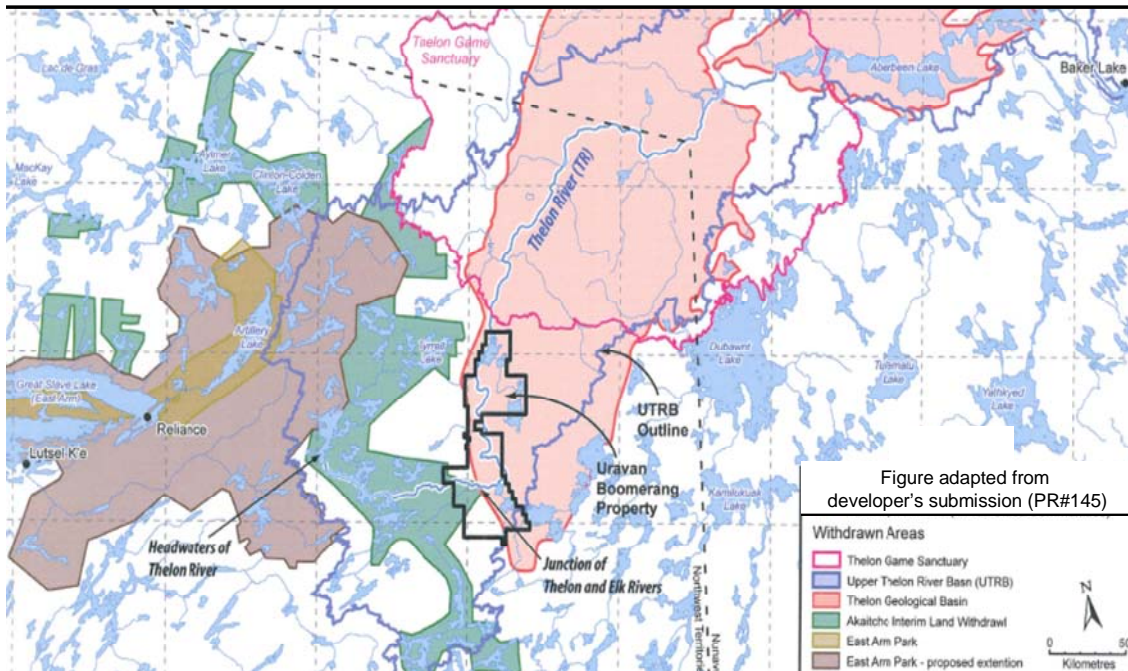 Thelon Game
Sanctuary
Lac de Gras
Aberdeen Lake
Baker Lake
Aylmer
Lake
MacKay
Lake
Clinton-Colden
Lake
Thelon River (TR)
Artillery
Lake
Tyrrell
Lake
Dubawnt
Lake
Tulemalu
Lake
Yathkyed
Lake
Great Slave Lake
(East Arm)
Reliance
Lutsel K'e
UTRB
Outline
Uravan
Boomerang
Property
Kamilukuak
Lake
Headwaters of
Thelon River
Junction of
Thelon and Elk Rivers
Northwest Territories
Nunavut
Figure adapted from
developer's submission (PR#145)
Withdrawn Areas
Thelon Game Sanctuary
Upper Thelon River Basn (UTRB)
Thelon Geological Basin
Akaitcho Interim Land Withdrawl
East Arm Park
East Arm Park - proposed extention
N
0 50
Kilometres